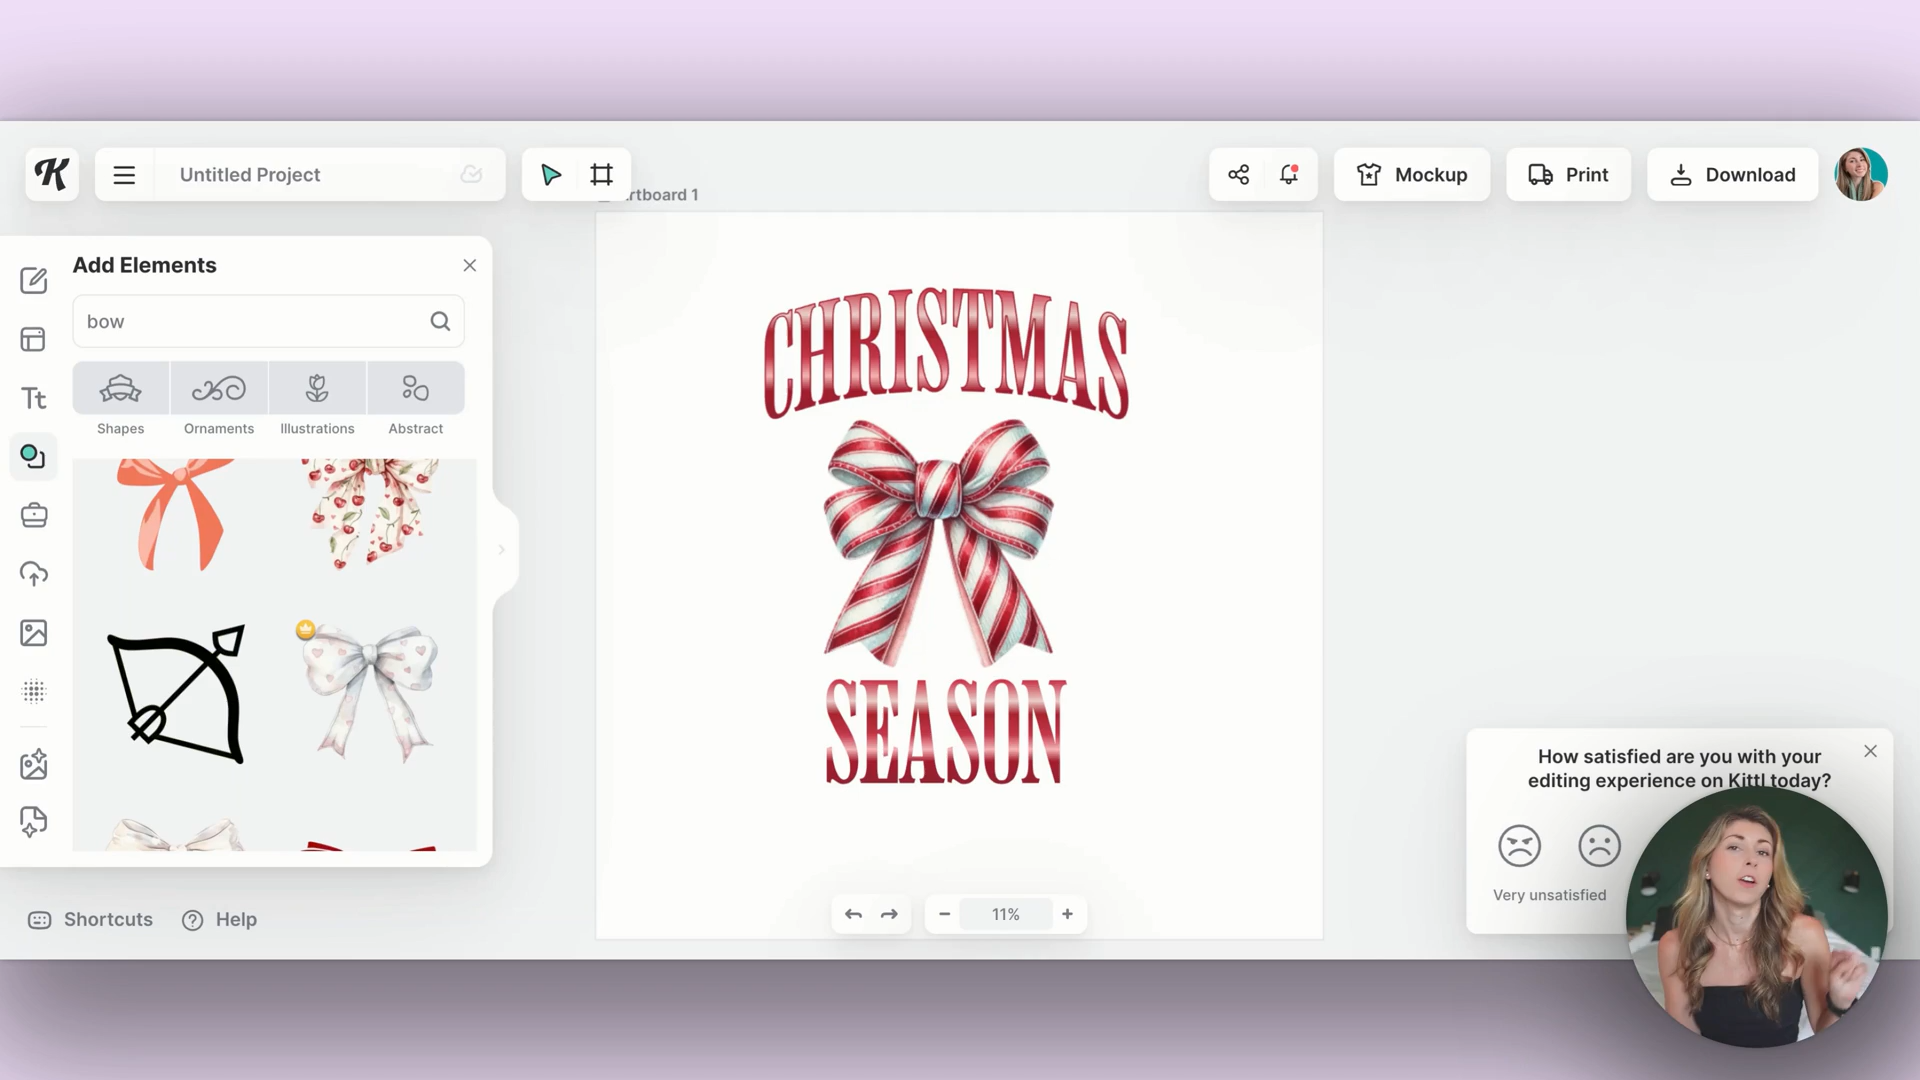 K
Untitled Project
rtboard 1
Mockup
Print
Download
Add Elements
bow
Shapes
Ornaments
Illustrations
Abstract
Tt
CHRISTMAS
SEASON
How satisfied are you with your
editing experience on Kittl today?
Very unsatisfied
11%
Shortcuts
Help